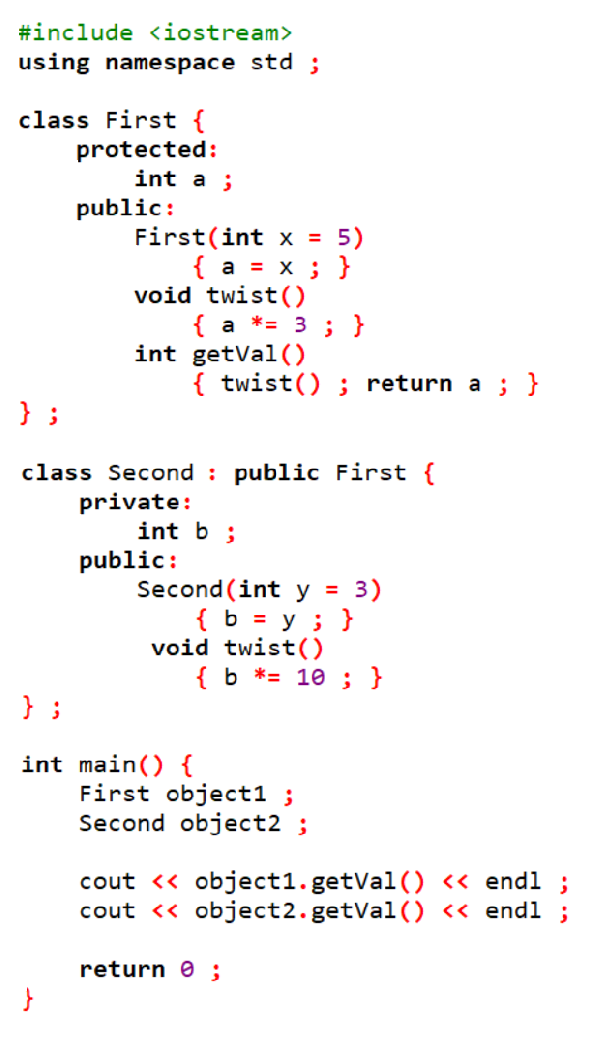 #include <iostream>
using namespace std ;

class First {
    protected:
        int a ;
    public:
        First(int x = 5)
            { a = x ; }
        void twist()
            { a *= 3 ; }
        int getVal()
            { twist() ; return a ; }
} ;

class Second : public First {
    private:
        int b ;
    public:
        Second(int y = 3)
            { b = y ; }
         void twist()
            { b *= 10 ; }
} ;

int main() {
    First object1 ;
    Second object2 ;

    cout << object1.getVal() << endl ;
    cout << object2.getVal() << endl ;

    return 0 ;
}